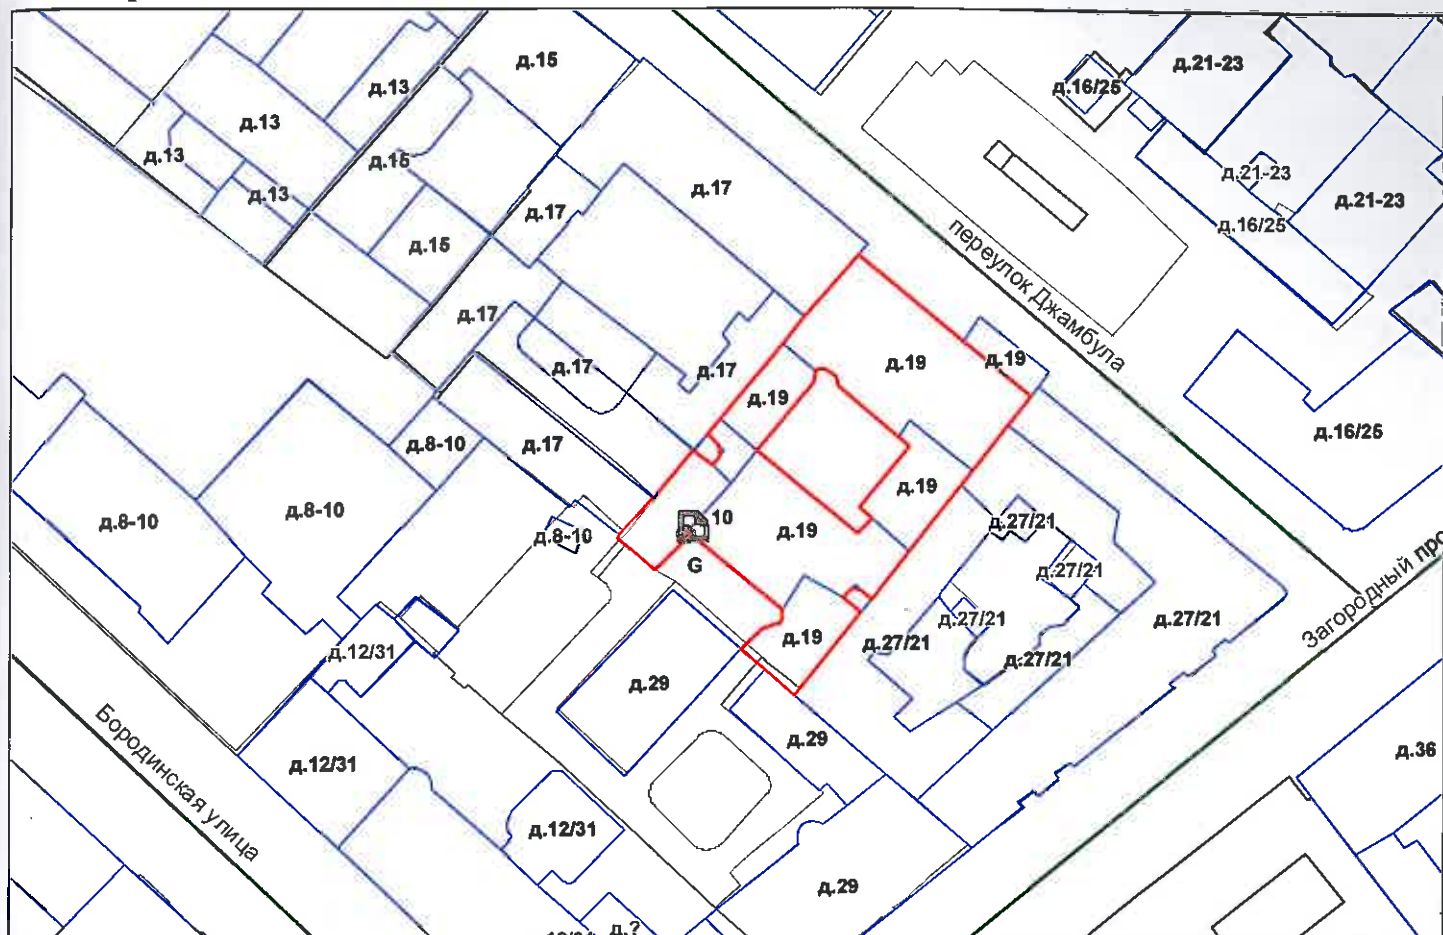 д.15
д.21-23
д.13
д.16/25
д.13
д.13
д.15
д.21-23
д.13
д.17
д.21-23
д.17
д.16/25
д.15
переулок Джамбула
д.17
д.19
д.19
д.17
д.17
д.19
д.16/25
д.8-10
д.17
д.19
д.8-10
д.8-10
10
д.27/21
д.8-10
д.19
G
д.27/21
Загородный про
д.27/21
д.27/21
д.19
д.27/21
д.12/31
д.27/21
д.29
Бородинская улица
д.29
д.36
д.12/31
д.12/31
д.29
д.?